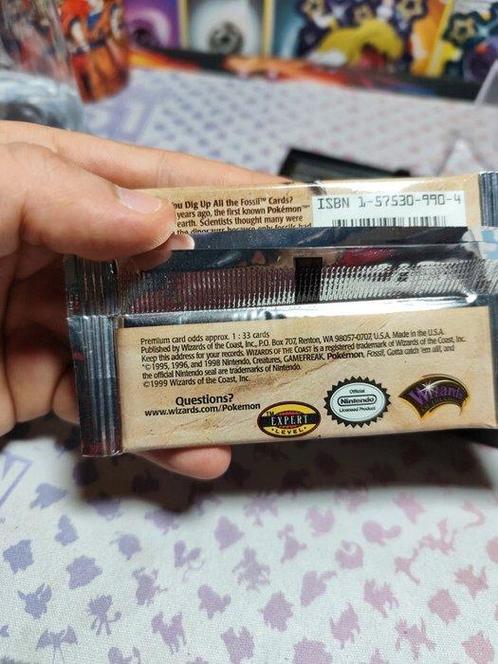 ou Dig Up All the Fossil™ Cards?
years ago, the first known Pokémon™
earth. Scientists thought many were
ISBN 1-57530-990-4
Premium card odds approx 1 : 33 cards
Published by Wizards of the Coast, Inc., P.O. Box 707, Renton, WA 98057-0707, U.S.A. Made in the U.S.A.
Keep this address for your records. WIZARDS OF THE COAST is a registered trademark of Wizards of the Coast, Inc.
©1995, 1996, and 1998 Nintendo, Creatures, GAMEFREAK. Pokémon, Fossil, Gotta catch 'em all!, and
the official Nintendo seal are trademarks of Nintendo.
©1999 Wizards of the Coast, Inc.
Questions?
www.wizards.com/Pokemon
EXPERT
LEVEL
Official
Nintendo
Licensed Product
Wizards